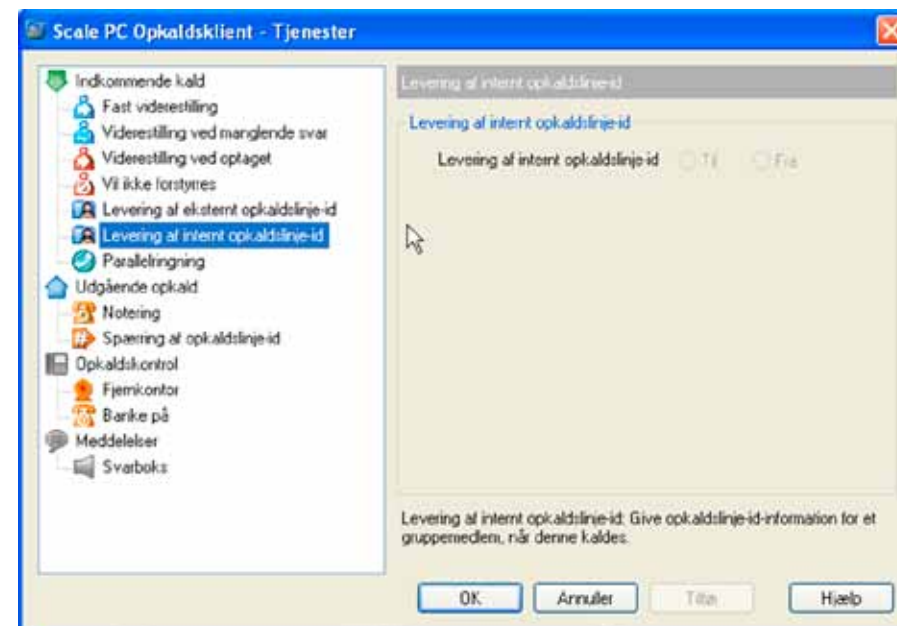 Scale PC Opkaldsklient - Tjenester
Indkommende kald
Fast viderestilling
Viderestilling ved manglende svar
Viderestilling ved optaget
Vil ikke forstyrres
Levering af eksternt opkaldslinje-id
Levering af internt opkaldslinje-id
Parallelringning
Udgående opkald
Notering
Spærring af opkaldslinje-id
Opkaldskontrol
Fjernkontor
Banke på
Meddelelser
Svarboks
Levering af internt opkaldslinje-id
Levering af internt opkaldslinje-id
Levering af internt opkaldslinje-id Til Fra
Levering af internt opkaldslinje-id: Give opkaldslinje-id-information for et
gruppemedlem, når denne kaldes.
OK Annuller Tilføj Hjælp